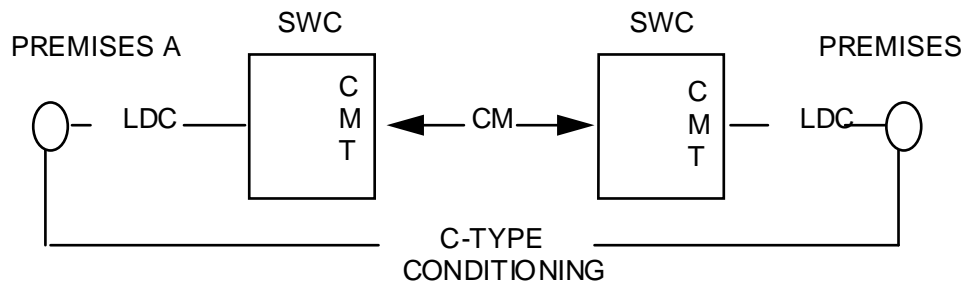 SWC
SWC
PREMISES A
PREMISES
LDC
C
M
T
CM
C
M
T
LDC
C-TYPE
CONDITIONING